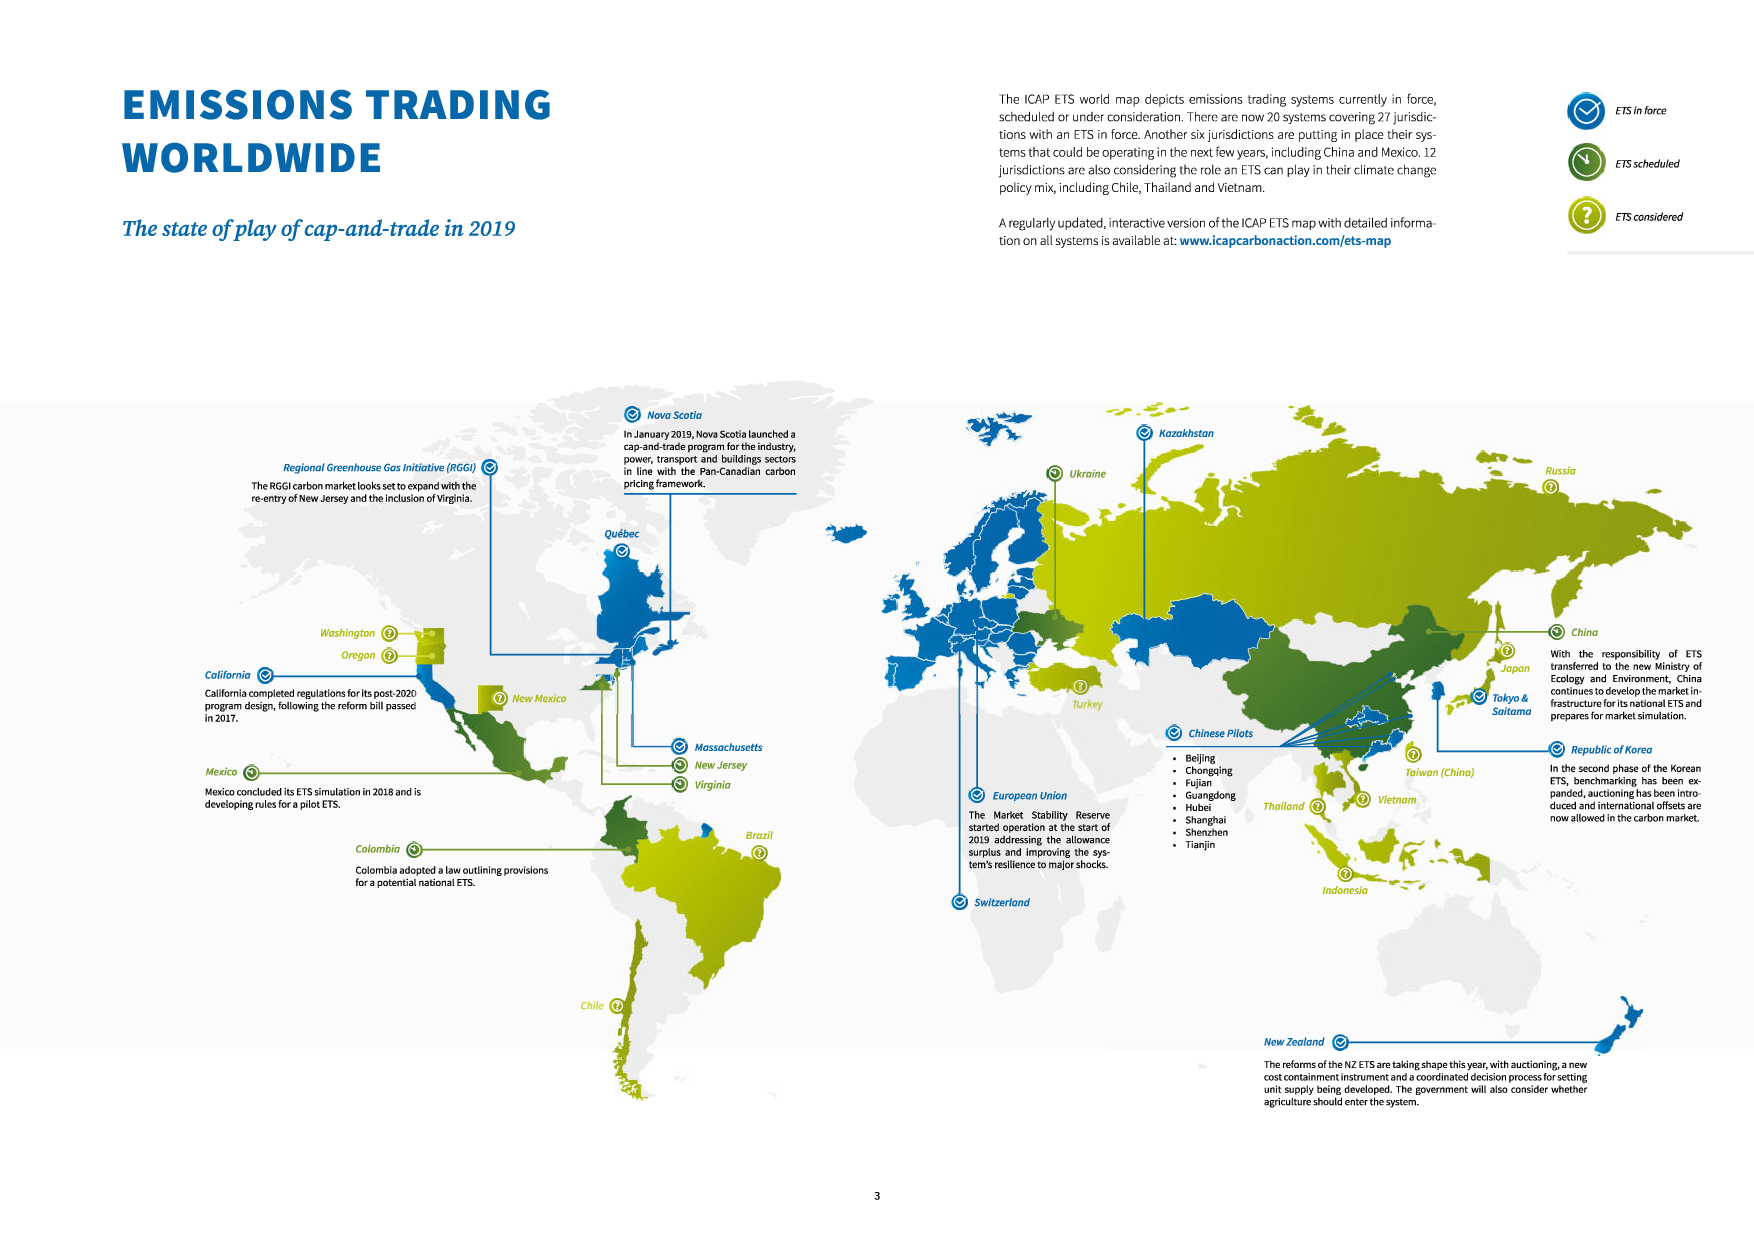 EMISSIONS TRADING
WORLDWIDE
The state of play of cap-and-trade in 2019
The ICAP ETS world map depicts emissions trading systems currently in force,
scheduled or under consideration. There are now 20 systems covering 27 jurisdic-
tions with an ETS in force. Another six jurisdictions are putting in place their sys-
tems that could be operating in the next few years, including China and Mexico. 12
jurisdictions are also considering the role an ETS can play in their climate change
policy mix, including Chile, Thailand and Vietnam.
A regularly updated, interactive version of the ICAP ETS map with detailed informa-
tion on all systems is available at: www.icapcarbonaction.com/ets-map
ETS in force
ETS scheduled
ETS considered
Nova Scotia
In January 2019, Nova Scotia launched a
cap-and-trade program for the industry,
power, transport and buildings sectors
in line with the Pan-Canadian carbon
pricing framework.
Regional Greenhouse Gas Initiative (RGGI)
The RGGI carbon market looks set to expand with the
re-entry of New Jersey and the inclusion of Virginia.
Québec
Washington
Oregon
California
California completed regulations for its post-2020
program design, following the reform bill passed
in 2017.
New Mexico
Massachusetts
New Jersey
Virginia
Mexico
Mexico concluded its ETS simulation in 2018 and is
developing rules for a pilot ETS.
Colombia
Colombia adopted a law outlining provisions
for a potential national ETS.
Brazil
Chile
Kazakhstan
Ukraine
Russia
Turkey
European Union
The Market Stability Reserve
started operation at the start of
2019 addressing the allowance
surplus and improving the sys-
tem's resilience to major shocks.
Switzerland
Chinese Pilots
• Beijing
• Chongqing
• Fujian
• Guangdong
• Hubei
• Shanghai
• Shenzhen
• Tianjin
China
With the responsibility of ETS
transferred to the new Ministry of
Ecology and Environment, China
continues to develop the market in-
frastructure for its national ETS and
prepares for market simulation.
Japan
Tokyo &
Saitama
Republic of Korea
In the second phase of the Korean
ETS, benchmarking has been ex-
panded, auctioning has been intro-
duced and international offsets are
now allowed in the carbon market.
Taiwan (China)
Thailand
Vietnam
Indonesia
New Zealand
The reforms of the NZ ETS are taking shape this year, with auctioning, a new
cost containment instrument and a coordinated decision process for setting
unit supply being developed. The government will also consider whether
agriculture should enter the system.
3